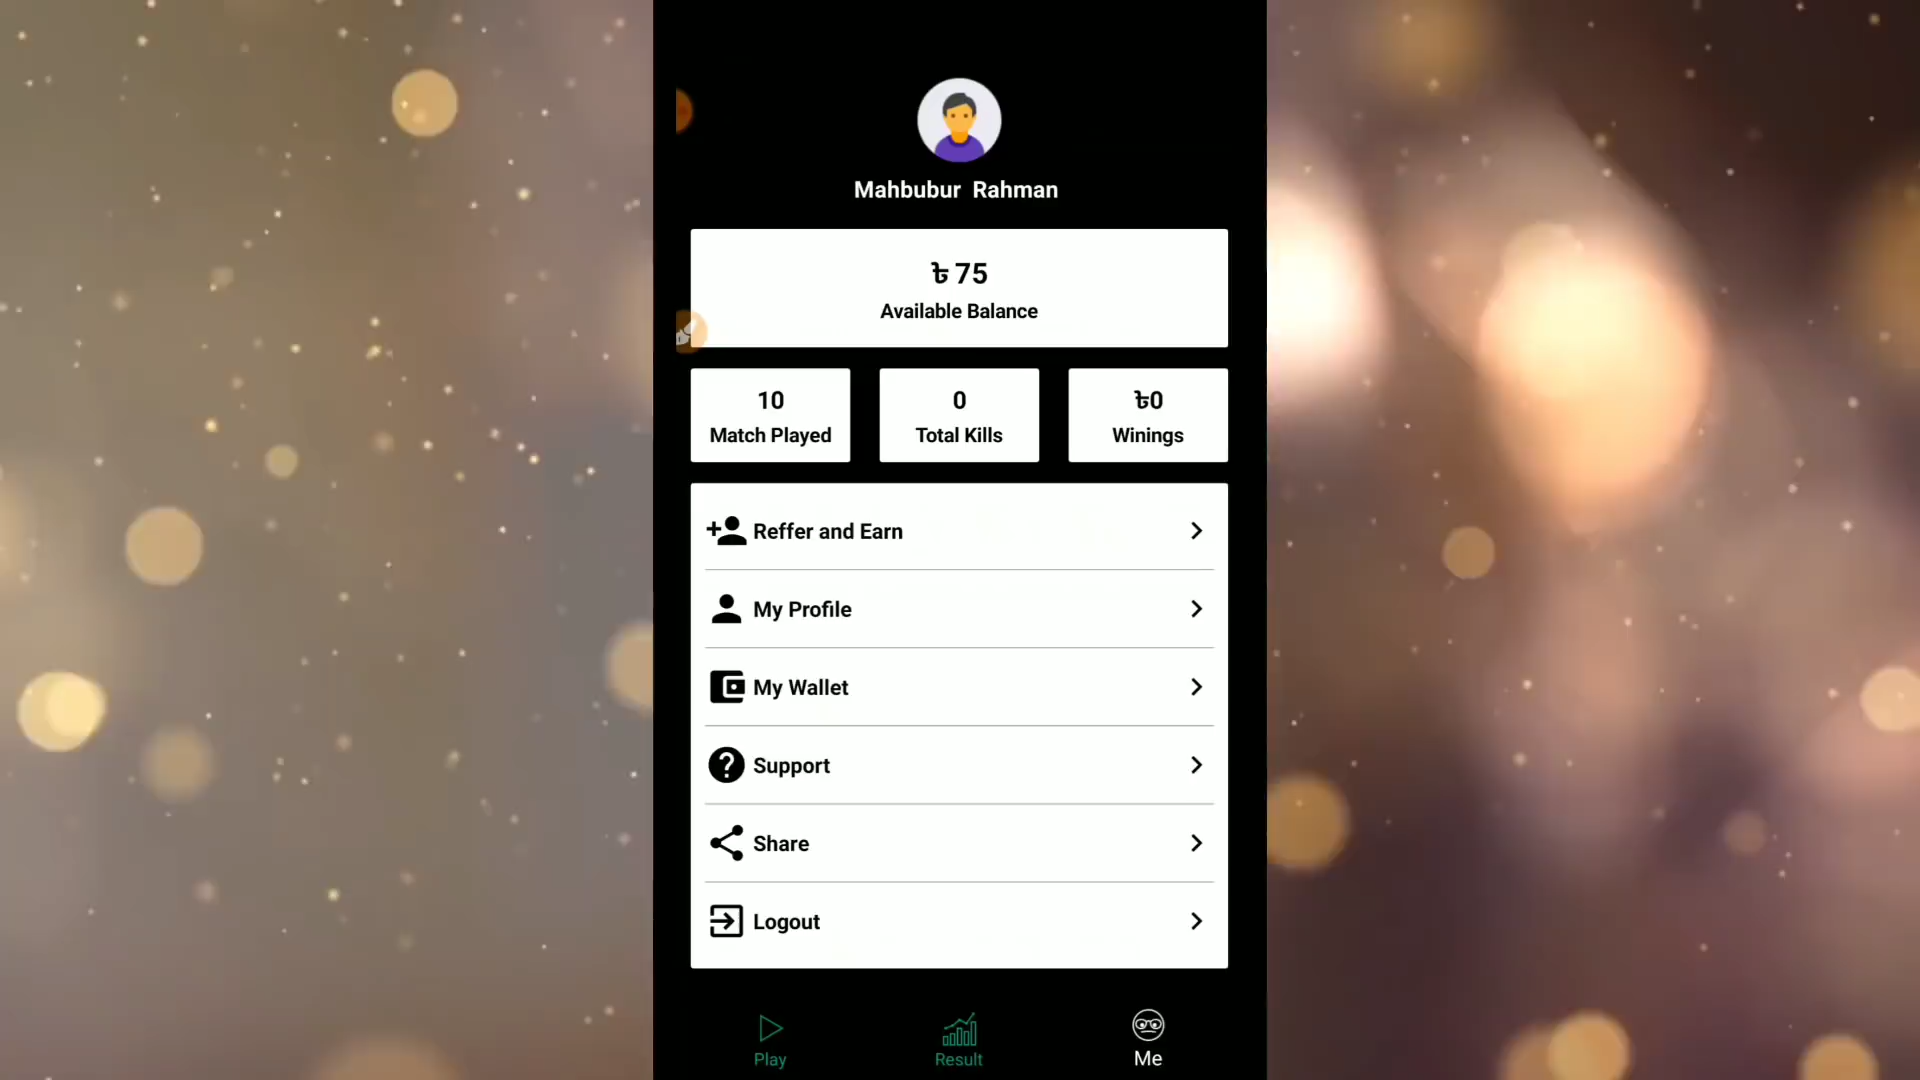 Mahbubur Rahman
৳ 75
Available Balance
10
Match Played
0
Total Kills
৳0
Winings
Reffer and Earn
My Profile
My Wallet
Support
Share
Logout
Play
Result
Me